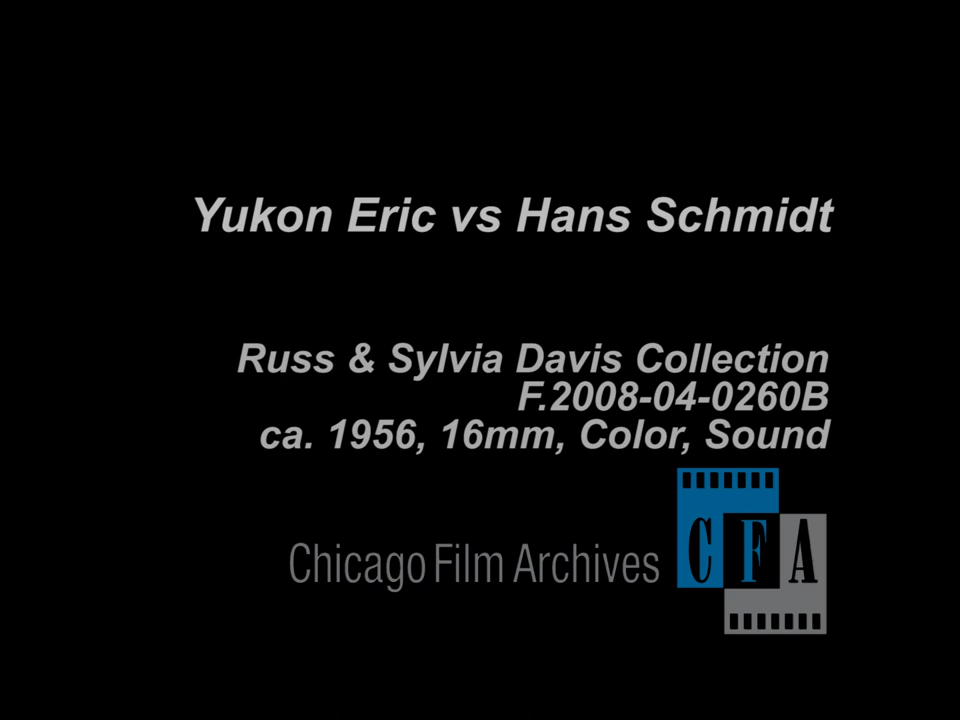 Yukon Eric vs Hans Schmidt
Russ & Sylvia Davis Collection
F.2008-04-0260B
ca. 1956, 16mm, Color, Sound
Chicago Film Archives
CFA